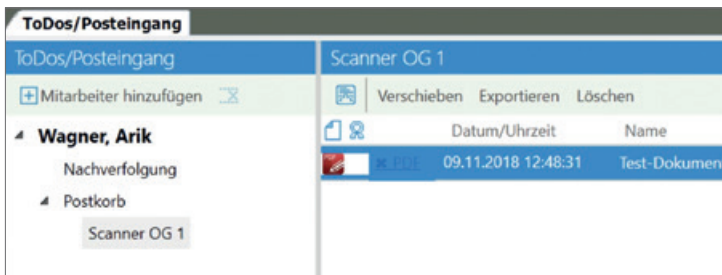 ToDos/Posteingang
ToDos/Posteingang
Scanner OG 1
Mitarbeiter hinzufügen
Verschieben Exportieren Löschen
Datum/Uhrzeit Name
Wagner, Arik
PDF 09.11.2018 12:48:31 Test-Dokumen
Nachverfolgung
Postkorb
Scanner OG 1